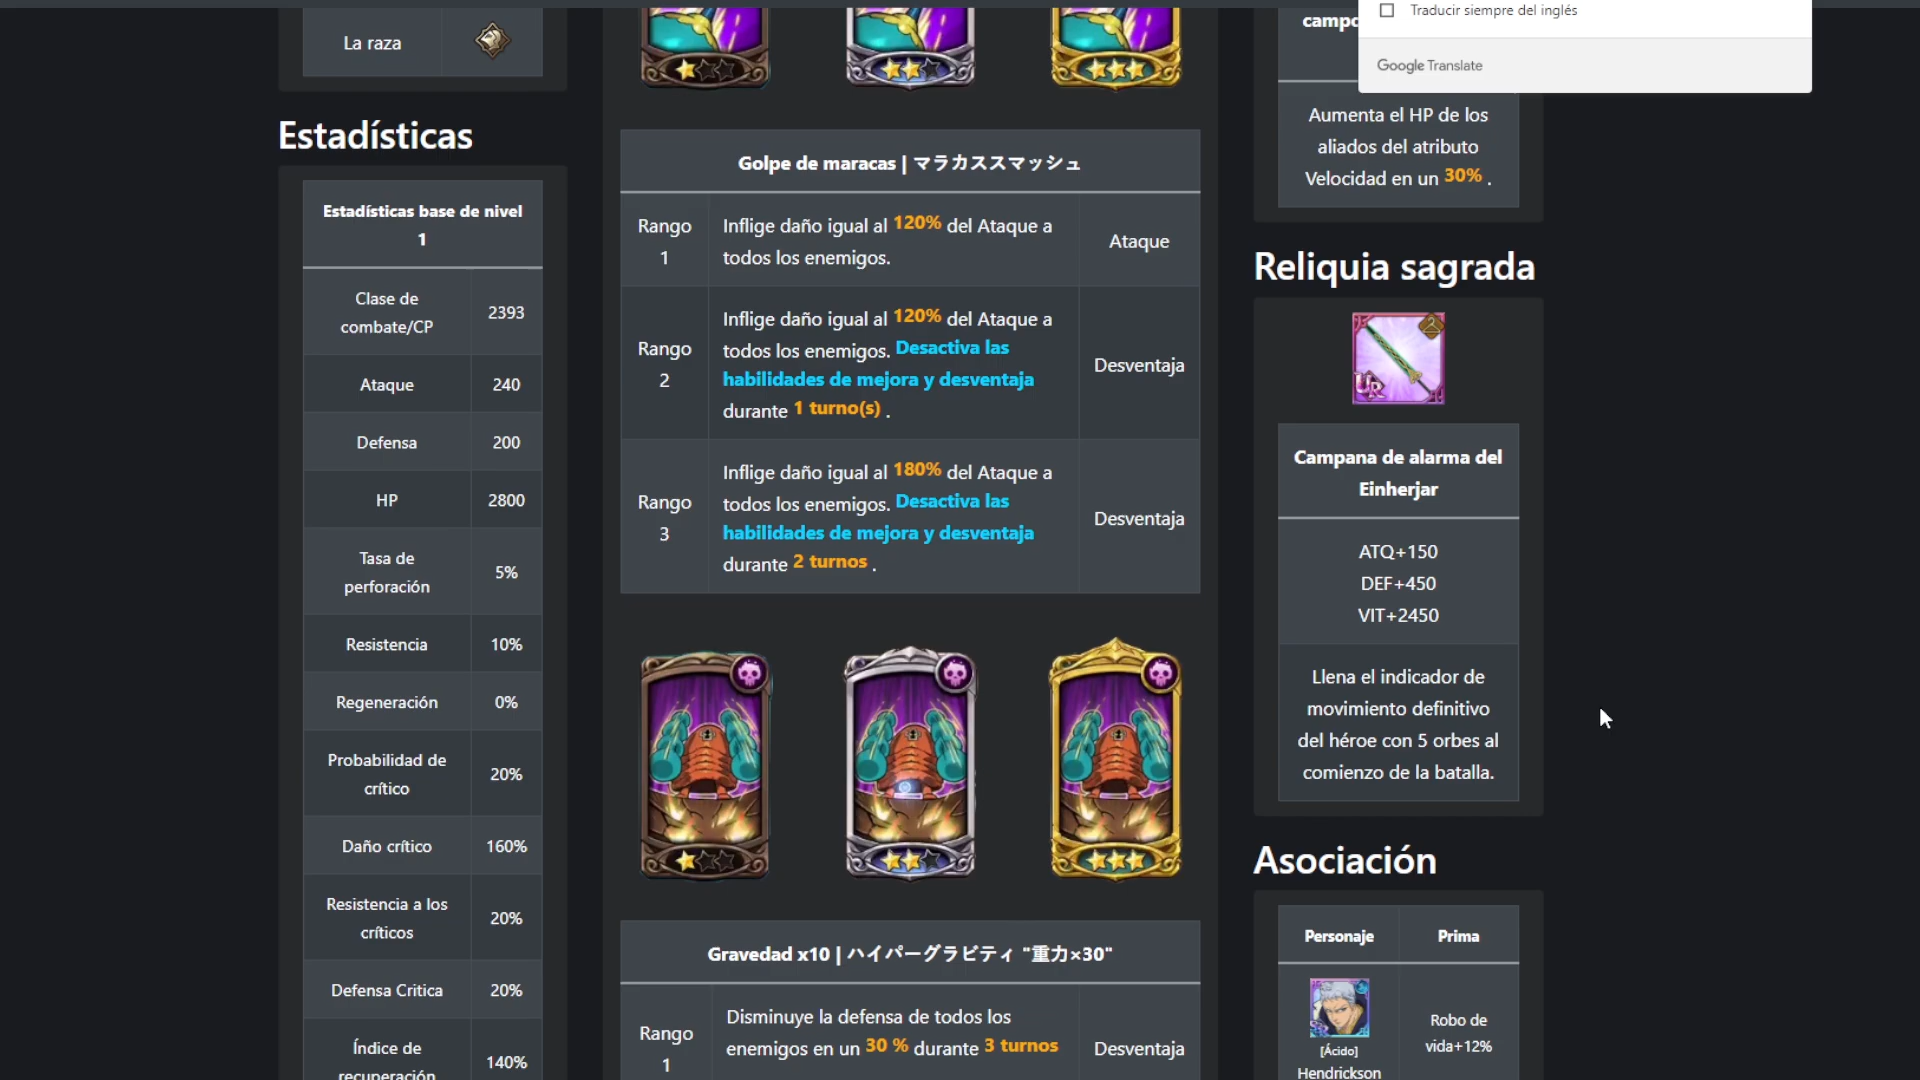 La raza
Estadísticas
Estadísticas base de nivel
1
Clase de
combate/CP
2393
Ataque
240
Defensa
200
HP
2800
Tasa de
perforación
5%
Resistencia
10%
Regeneración
0%
Probabilidad de
crítico
20%
Daño crítico
160%
Resistencia a los
críticos
20%
Defensa Critica
20%
Índice de
recuperación
140%
Golpe de maracas | マラカススマッシュ
Rango
1
Inflige daño igual al 120% del Ataque a
todos los enemigos.
Ataque
Rango
2
Inflige daño igual al 120% del Ataque a
todos los enemigos. Desactiva las
habilidades de mejora y desventaja
durante 1 turno(s) .
Desventaja
Rango
3
Inflige daño igual al 180% del Ataque a
todos los enemigos. Desactiva las
habilidades de mejora y desventaja
durante 2 turnos .
Desventaja
Gravedad x10 | ハイパーグラビティ "重力×30"
Rango
1
Disminuye la defensa de todos los
enemigos en un 30 % durante 3 turnos
Desventaja
campo
Traducir siempre del inglés
Google Translate
Aumenta el HP de los
aliados del atributo
Velocidad en un 30% .
Reliquia sagrada
UR
Campana de alarma del
Einherjar
ATQ+150
DEF+450
VIT+2450
Llena el indicador de
movimiento definitivo
del héroe con 5 orbes al
comienzo de la batalla.
Asociación
Personaje
Prima
[Ácido]
Hendrickson
Robo de
vida+12%